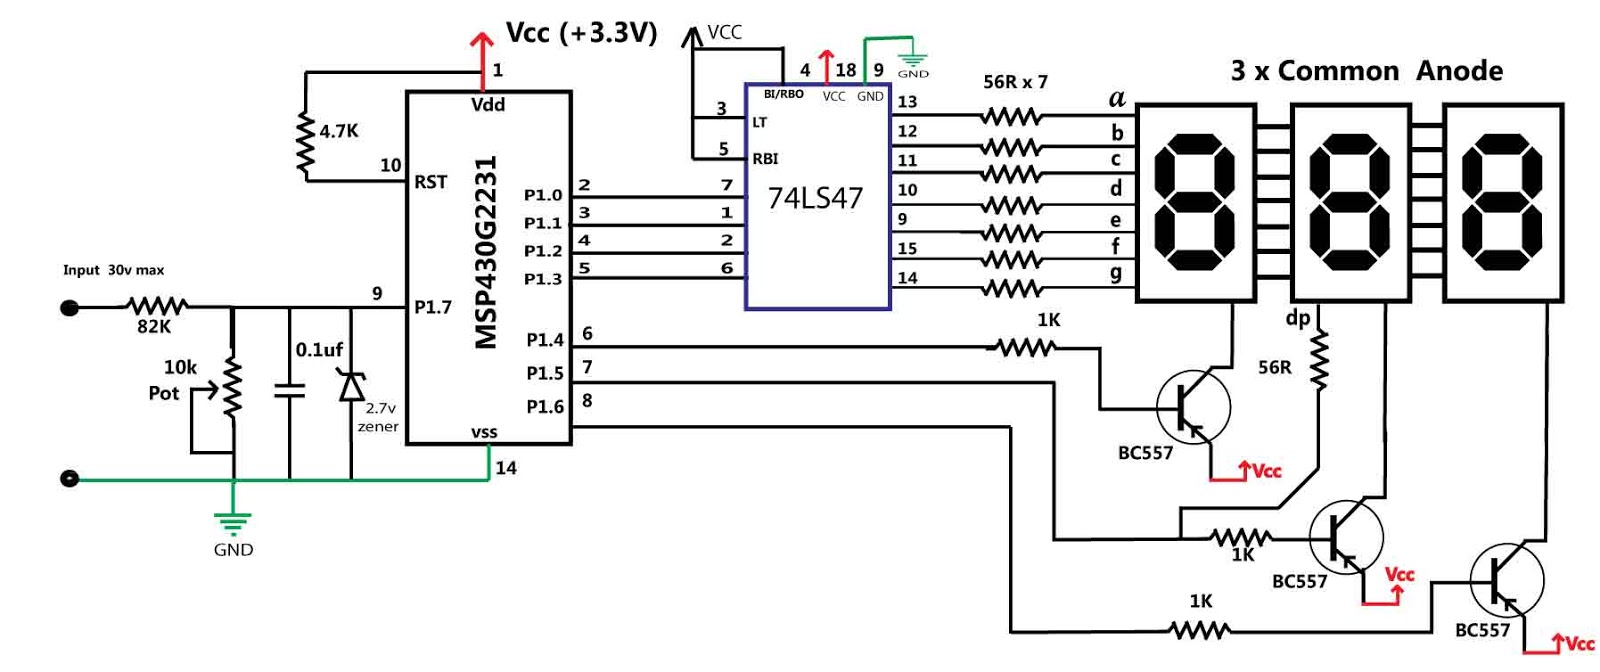 Vcc (+3.3V)
VCC
1
Vdd
4.7K
10
RST
MSP430G2231
P1.0
P1.1
P1.2
P1.3
2
3
4
5
7
1
2
6
4
18
9
GND
BI/RBO
VCC
GND
3
LT
5
RBI
74LS47
13
12
11
10
9
15
14
56R x 7
a
b
c
d
e
f
g
3 x Common Anode
Input 30v max
82K
9
P1.7
10k
Pot
0.1uf
2.7v
zener
P1.4
P1.5
P1.6
6
7
8
vss
14
GND
1K
BC557
Vcc
dp
56R
1K
BC557
Vcc
1K
BC557
Vcc